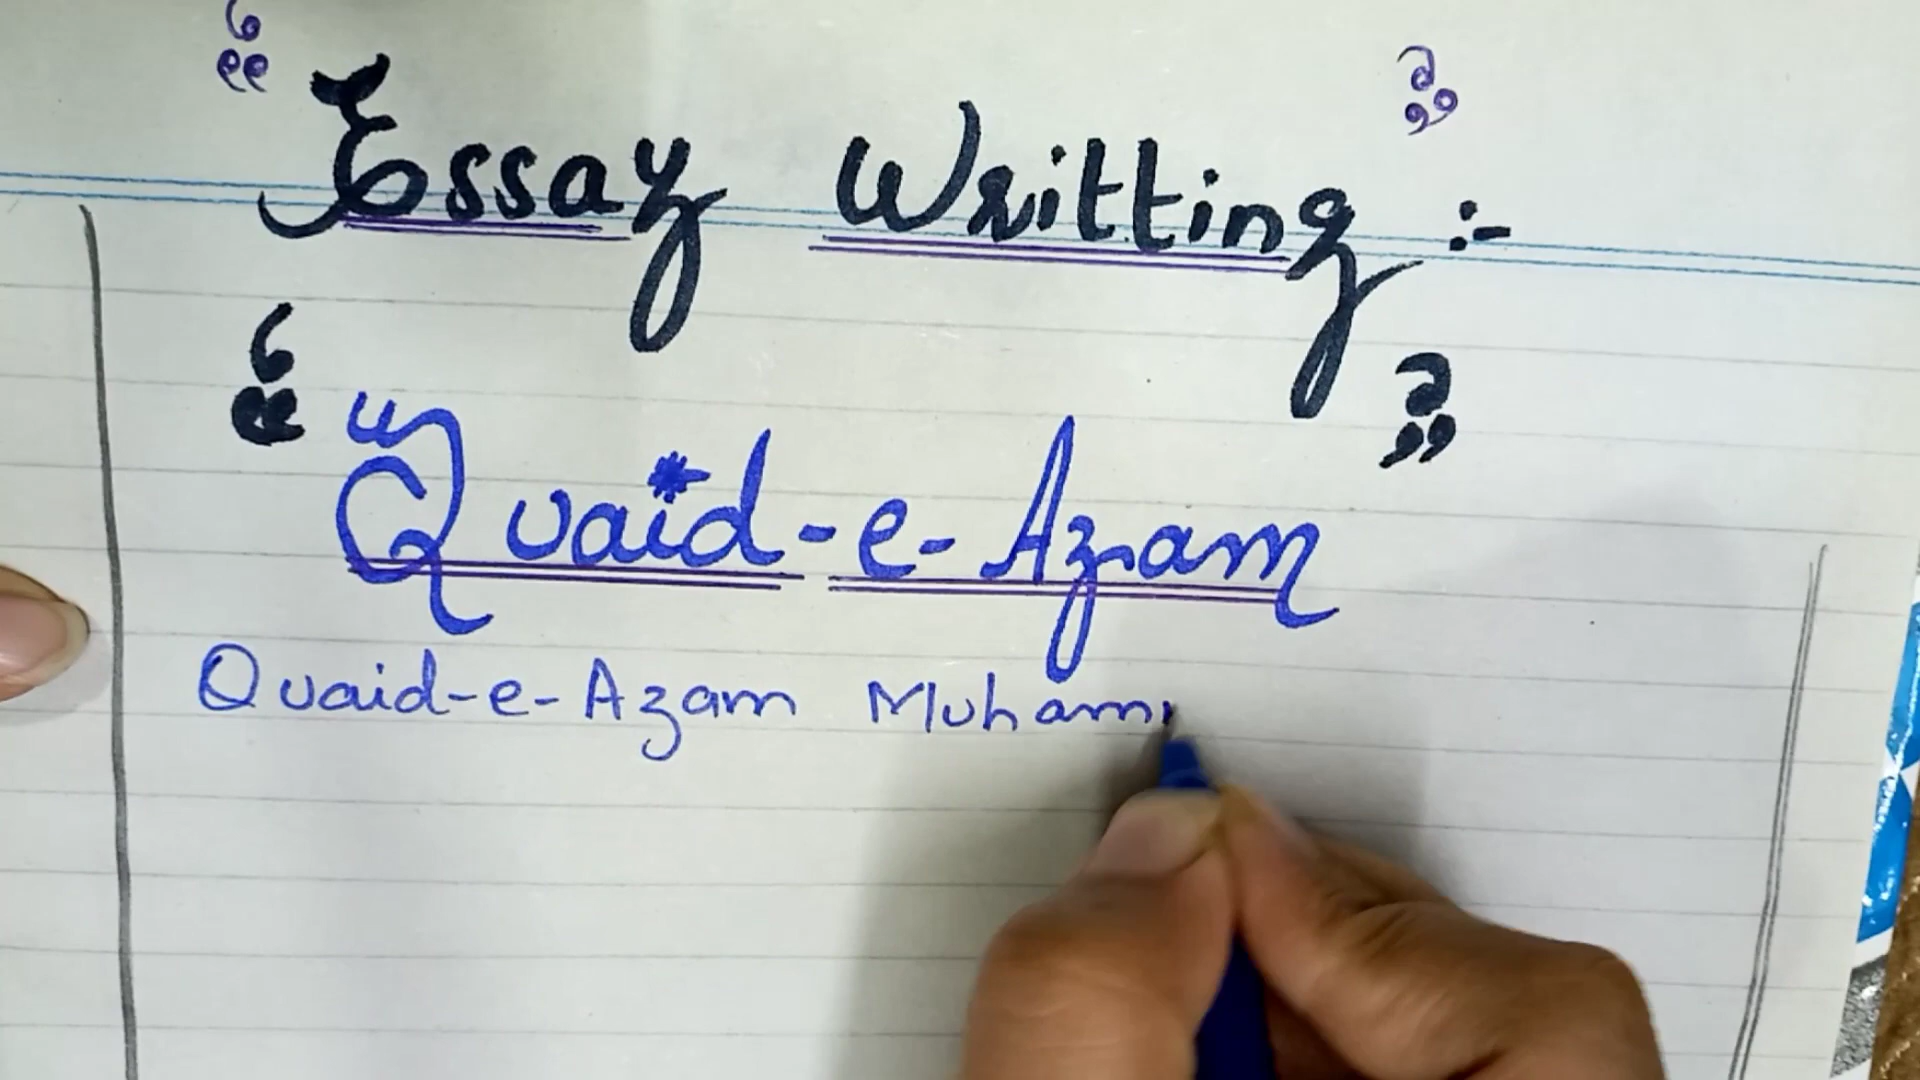 “ Essay Writting :- ”
“ Quaid-e-Azam ”
Quaid-e-Azam Muham